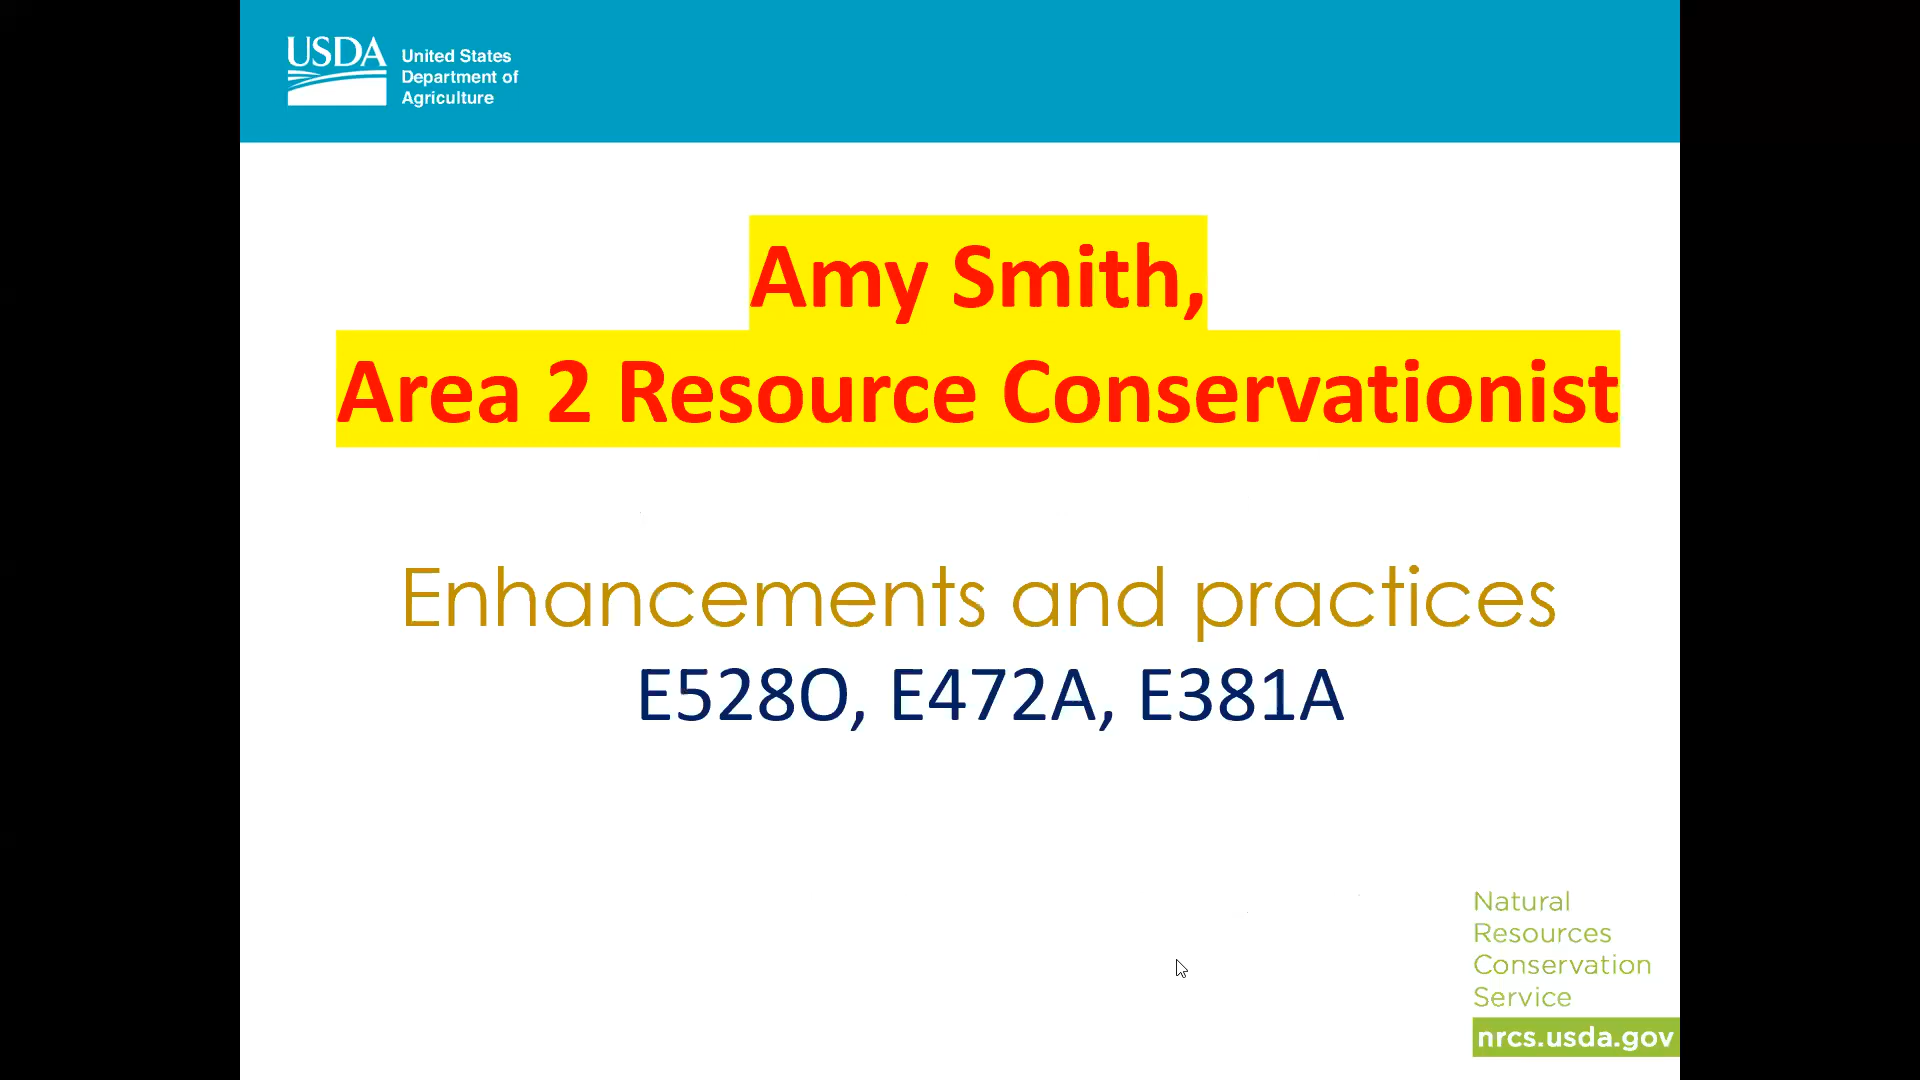 USDA
United States
Department of
Agriculture
Amy Smith,
Area 2 Resource Conservationist
Enhancements and practices
E528O, E472A, E381A
Natural
Resources
Conservation
Service
nrcs.usda.gov